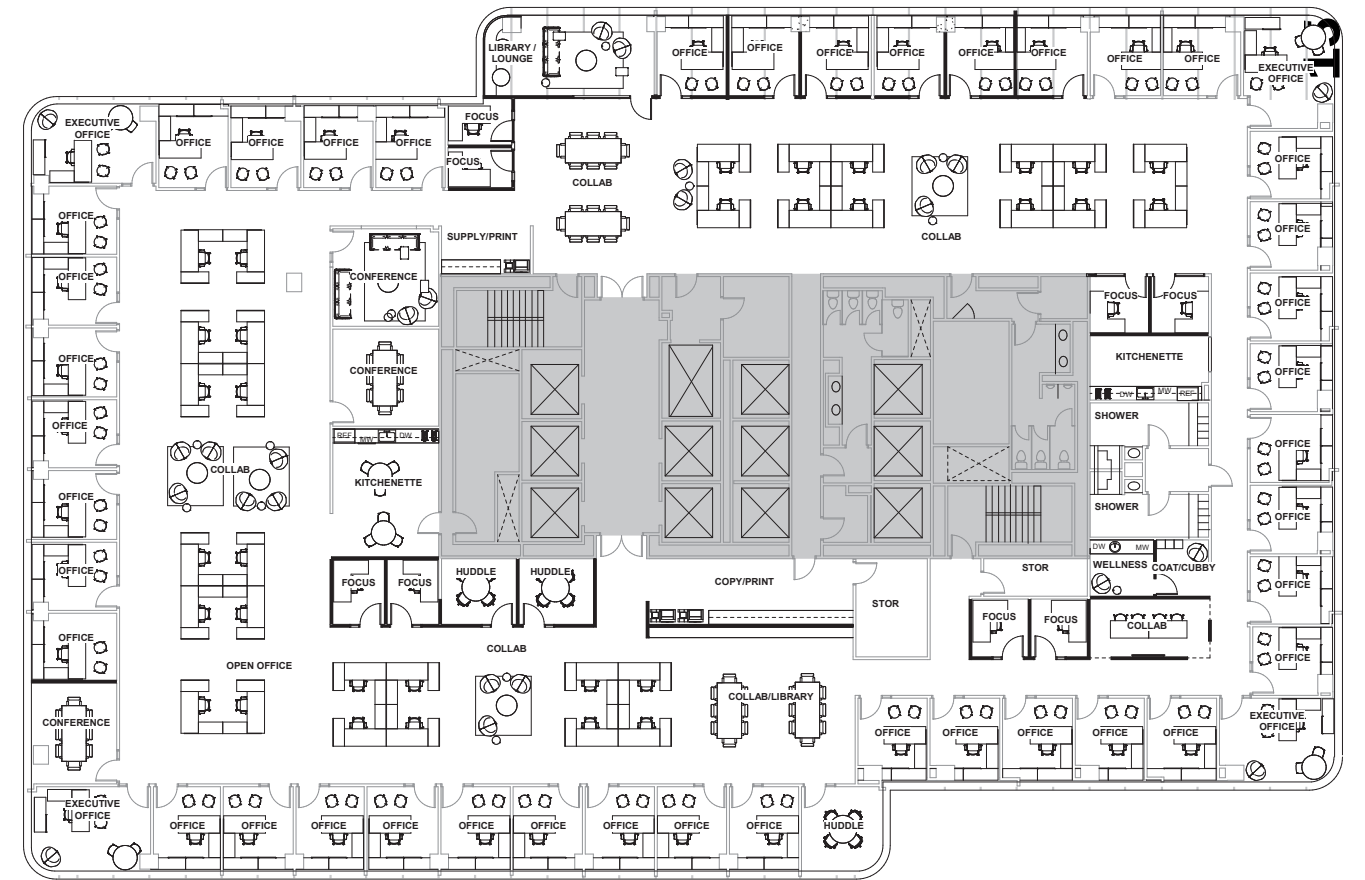 LIBRARY /
LOUNGE
OFFICE
OFFICE
OFFICE
OFFICE
OFFICE
OFFICE
OFFICE
OFFICE
EXECUTIVE
OFFICE
EXECUTIVE
OFFICE
OFFICE
OFFICE
OFFICE
OFFICE
FOCUS
FOCUS
OFFICE
COLLAB
OFFICE
OFFICE
SUPPLY/PRINT
COLLAB
OFFICE
CONFERENCE
FOCUS
FOCUS
OFFICE
OFFICE
CONFERENCE
KITCHENETTE
OFFICE
DW
MW
REF
OFFICE
SHOWER
REF
MW
DW
OFFICE
COLLAB
KITCHENETTE
OFFICE
SHOWER
OFFICE
DW
MW
OFFICE
FOCUS
FOCUS
HUDDLE
HUDDLE
COPY/PRINT
STOR
WELLNESS
COAT/CUBBY
OFFICE
STOR
FOCUS
FOCUS
COLLAB
OFFICE
COLLAB
OFFICE
OPEN OFFICE
CONFERENCE
COLLAB/LIBRARY
EXECUTIVE
OFFICE
OFFICE
OFFICE
OFFICE
OFFICE
OFFICE
EXECUTIVE
OFFICE
OFFICE
OFFICE
OFFICE
OFFICE
OFFICE
OFFICE
OFFICE
OFFICE
OFFICE
HUDDLE